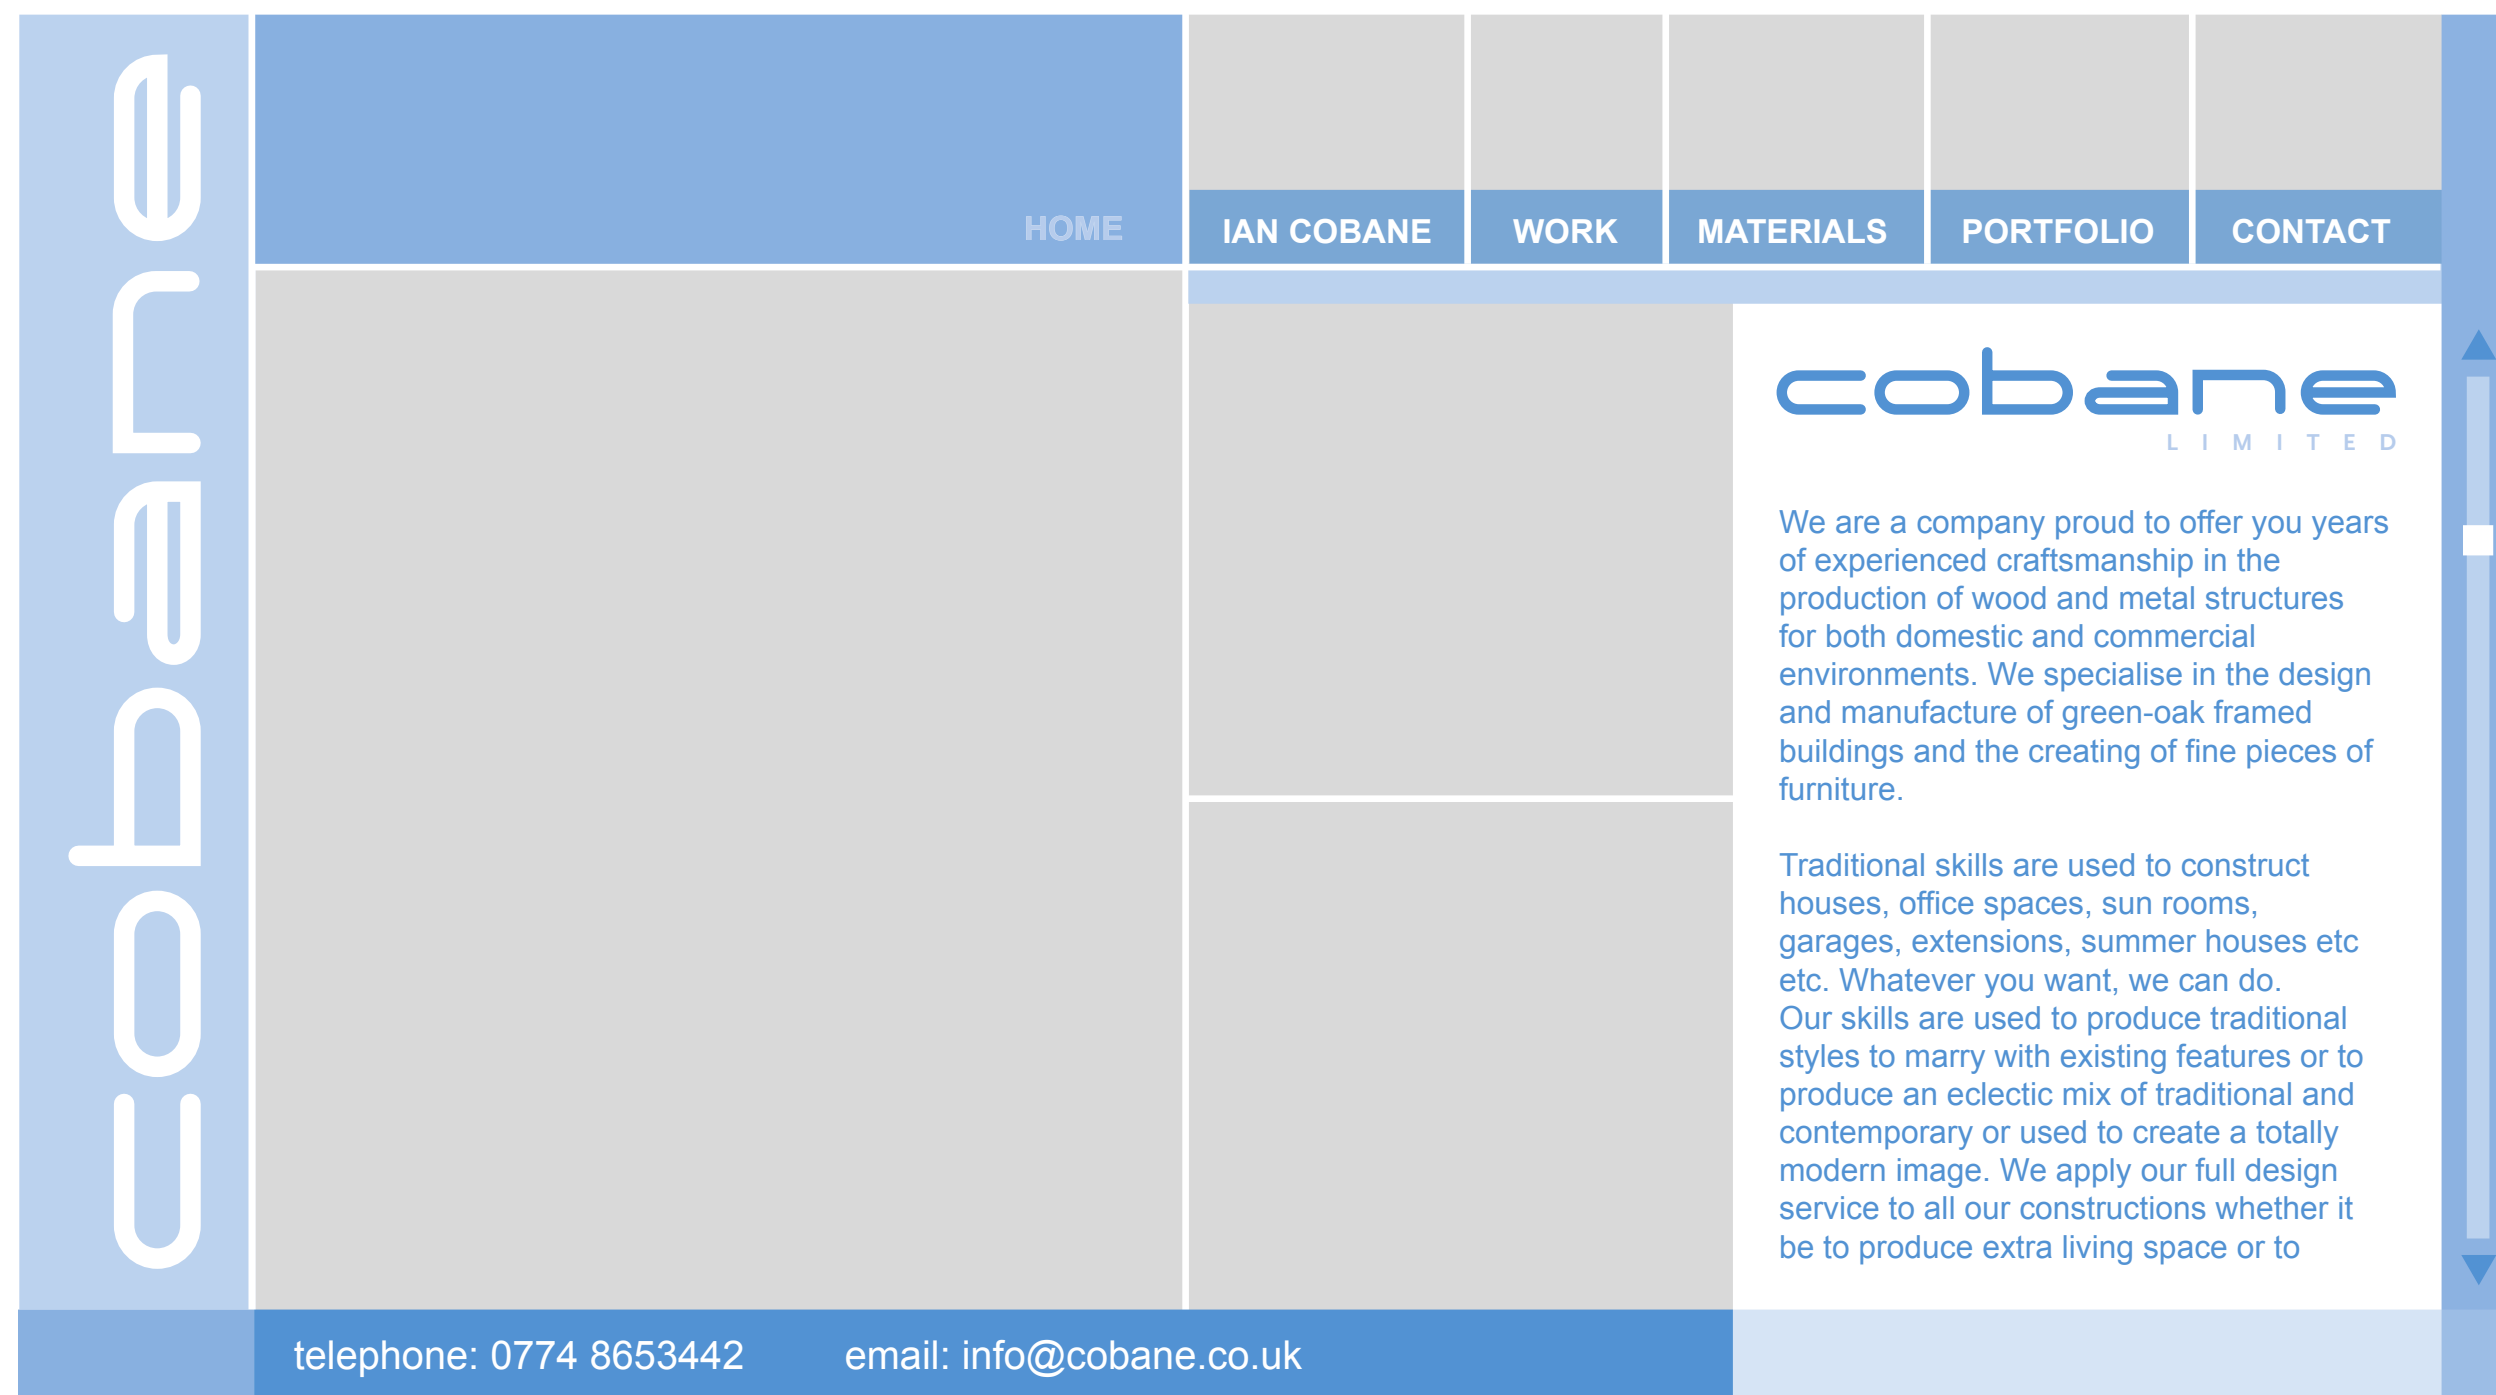 cobane
HOME
IAN COBANE
WORK
MATERIALS
PORTFOLIO
CONTACT
cobane
LIMITED
We are a company proud to offer you years
of experienced craftsmanship in the
production of wood and metal structures
for both domestic and commercial
environments. We specialise in the design
and manufacture of green-oak framed
buildings and the creating of fine pieces of
furniture.
Traditional skills are used to construct
houses, office spaces, sun rooms,
garages, extensions, summer houses etc
etc. Whatever you want, we can do.
Our skills are used to produce traditional
styles to marry with existing features or to
produce an eclectic mix of traditional and
contemporary or used to create a totally
modern image. We apply our full design
service to all our constructions whether it
be to produce extra living space or to
telephone: 0774 8653442
email: info@cobane.co.uk